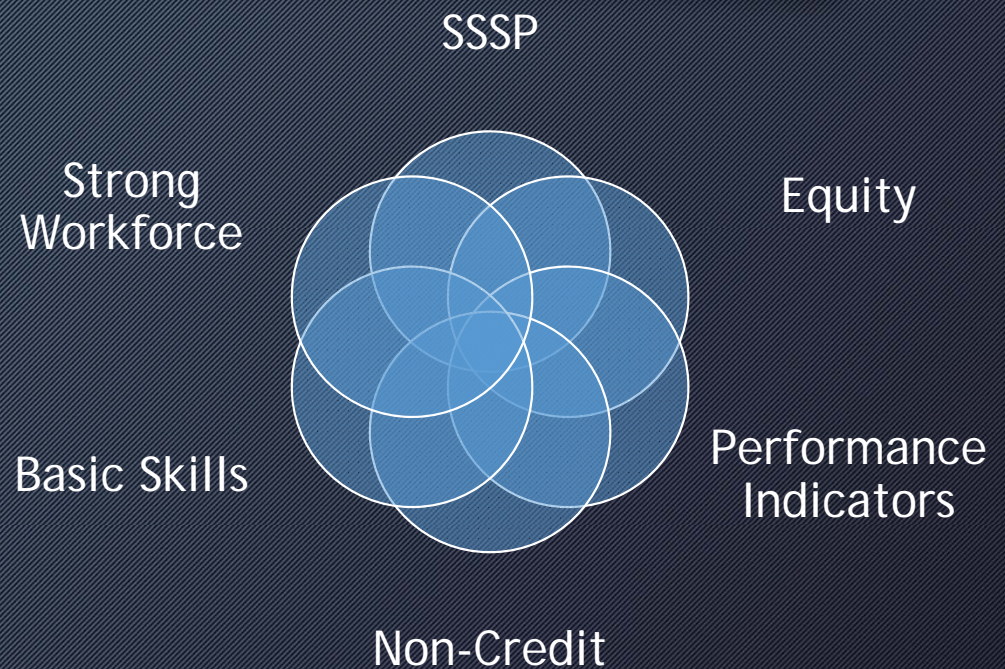 SSSP
Strong
Workforce
Equity
Basic Skills
Performance
Indicators
Non-Credit